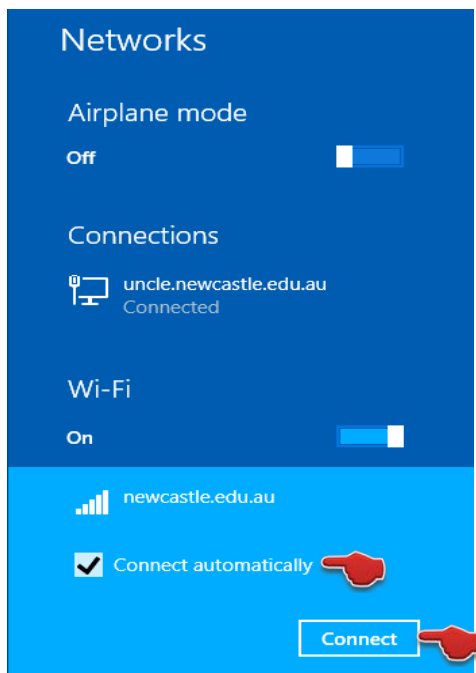 Networks
Airplane mode
Off
Connections
uncle.newcastle.edu.au
Connected
Wi-Fi
On
newcastle.edu.au
Connect automatically
Connect